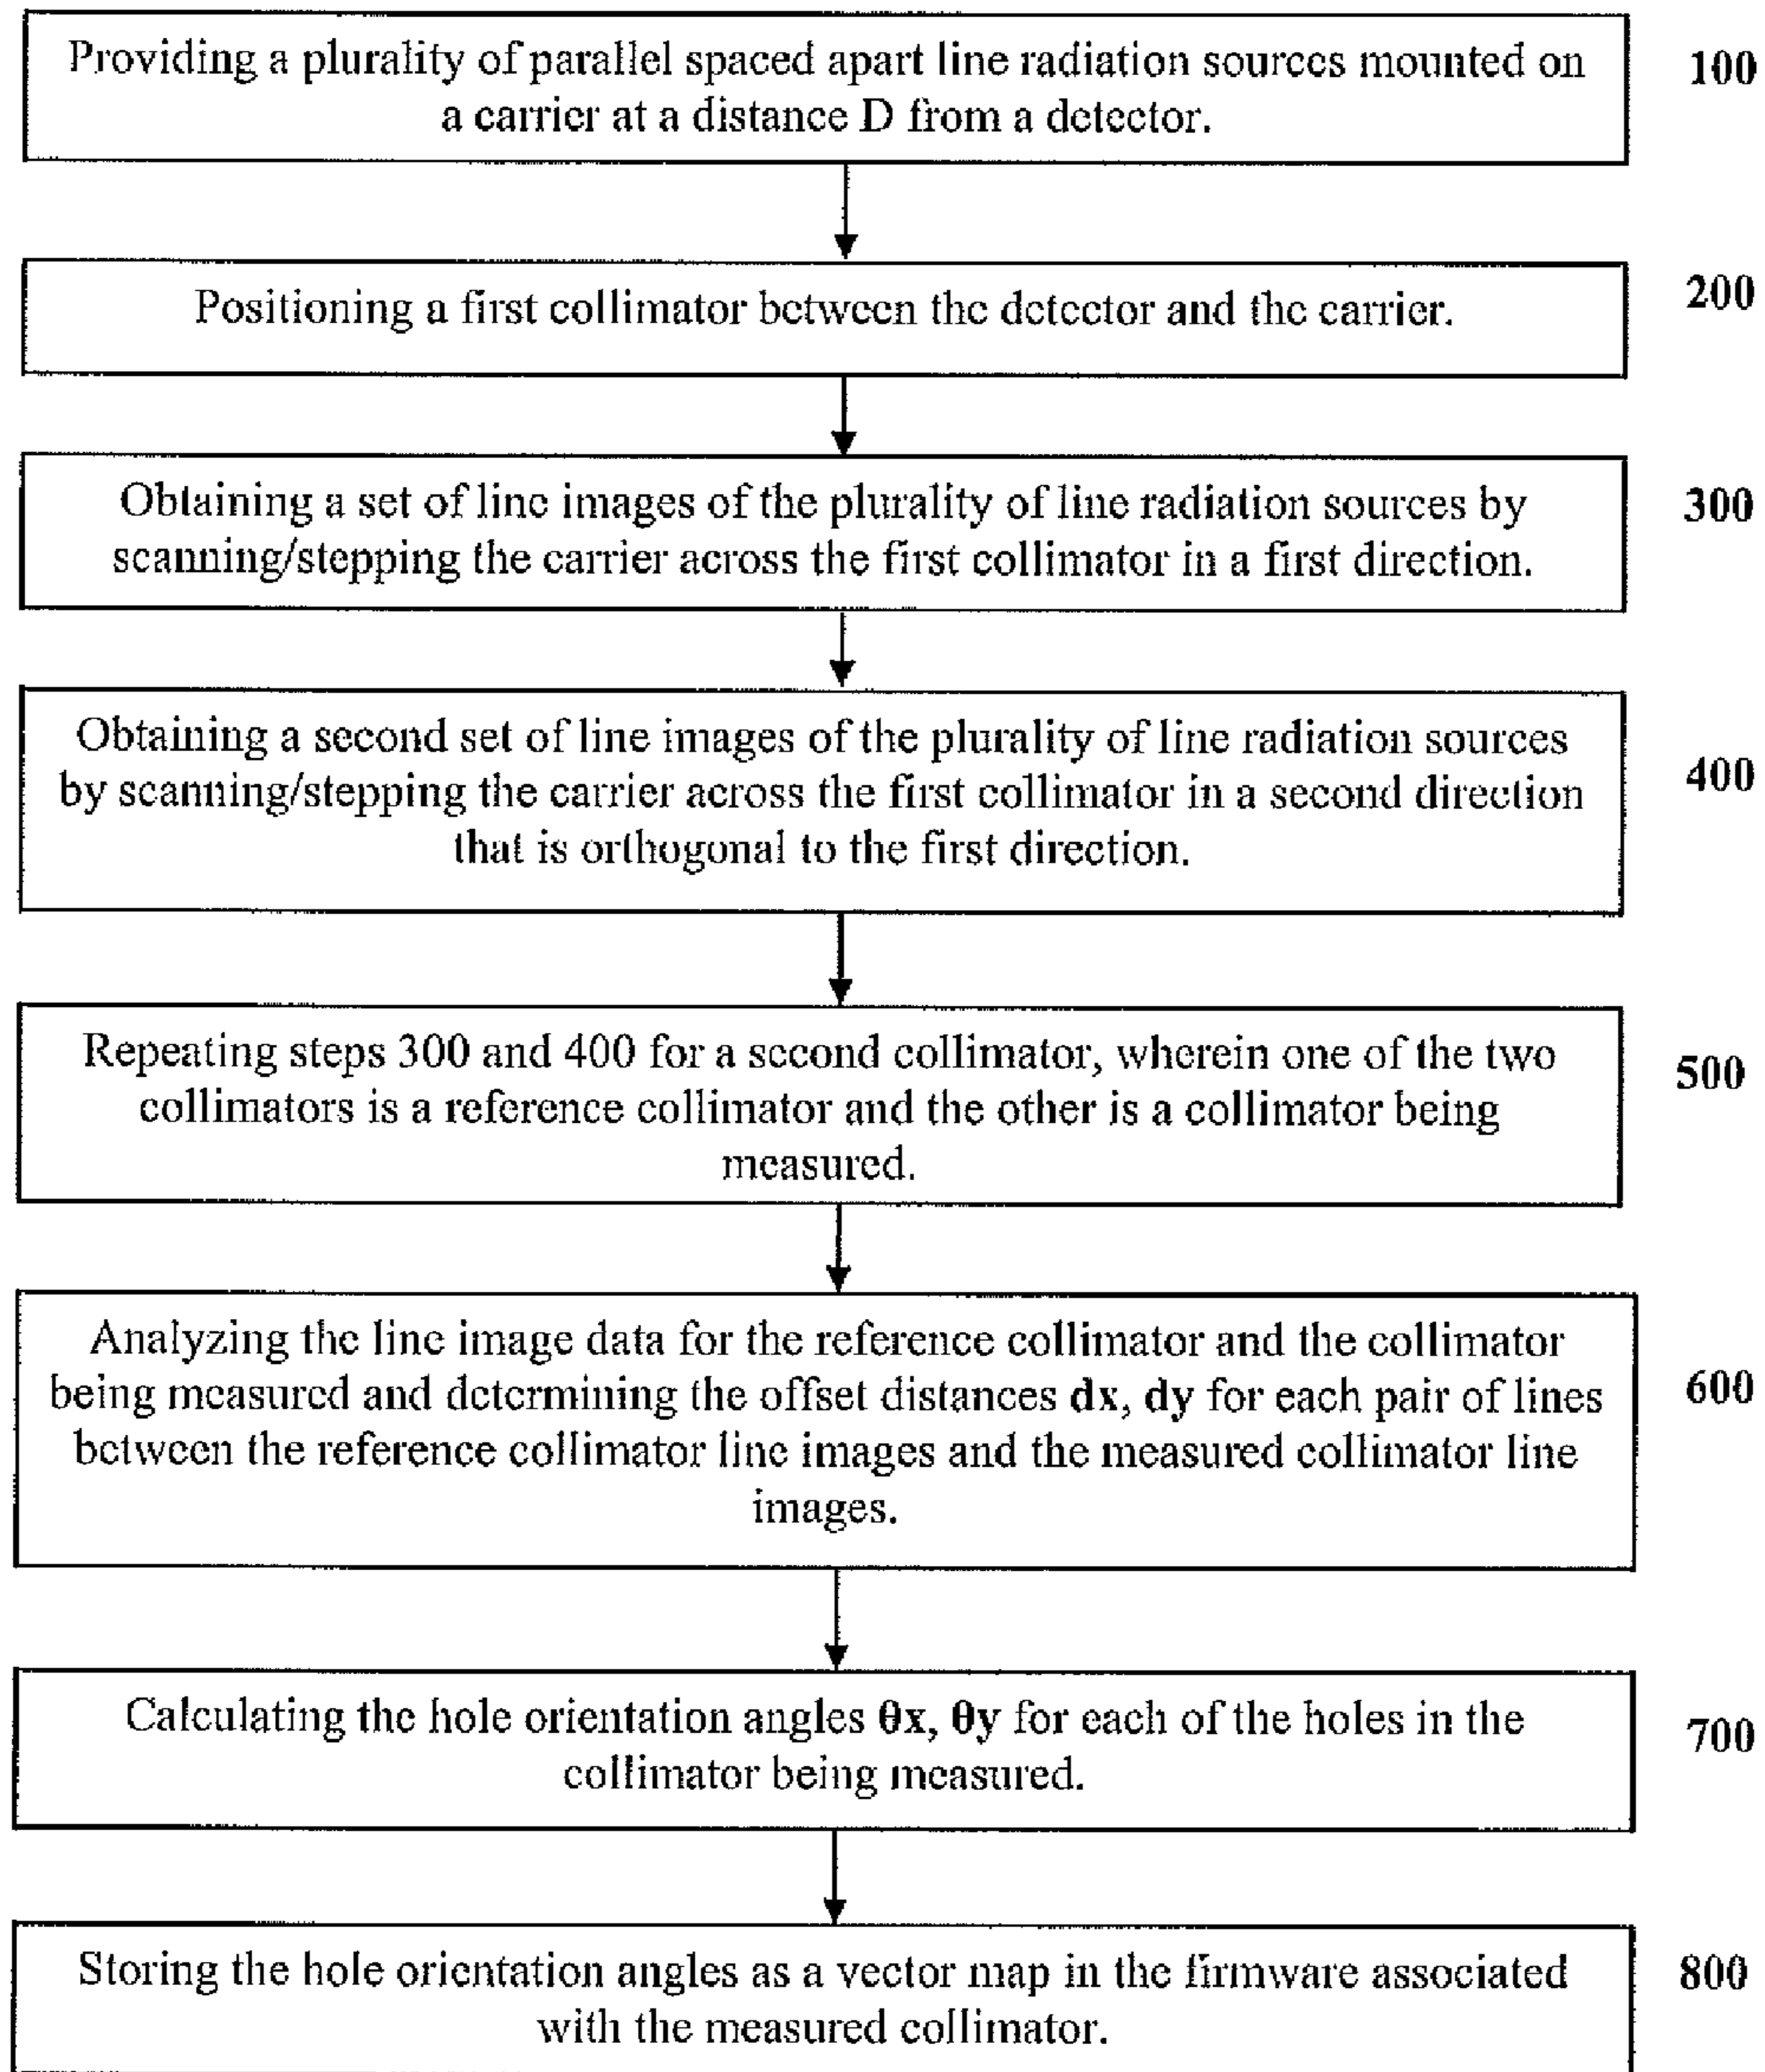 Providing a plurality of parallel spaced apart line radiation sources mounted on
a carrier at a distance D from a detector.
100
Positioning a first collimator between the detector and the carrier.
200
Obtaining a set of line images of the plurality of line radiation sources by
scanning/stepping the carrier across the first collimator in a first direction.
300
Obtaining a second set of line images of the plurality of line radiation sources
by scanning/stepping the carrier across the first collimator in a second direction
that is orthogonal to the first direction.
400
Repeating steps 300 and 400 for a second collimator, wherein one of the two
collimators is a reference collimator and the other is a collimator being
measured.
500
Analyzing the line image data for the reference collimator and the collimator
being measured and determining the offset distances dx, dy for each pair of lines
between the reference collimator line images and the measured collimator line
images.
600
Calculating the hole orientation angles θx, θy for each of the holes in the
collimator being measured.
700
Storing the hole orientation angles as a vector map in the firmware associated
with the measured collimator.
800